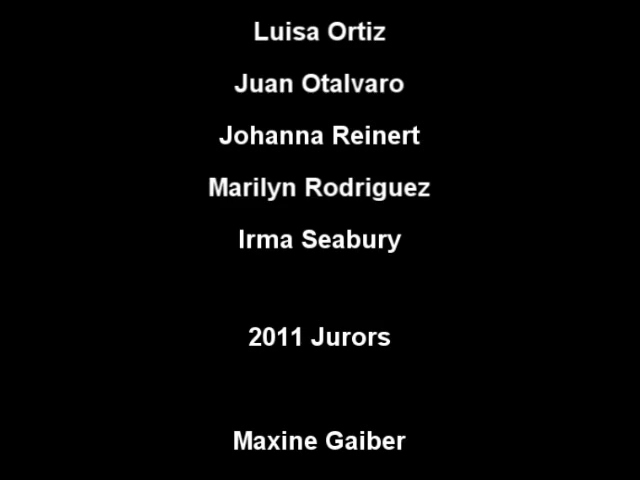 Luisa Ortiz
Juan Otalvaro
Johanna Reinert
Marilyn Rodriguez
Irma Seabury
2011 Jurors
Maxine Gaiber